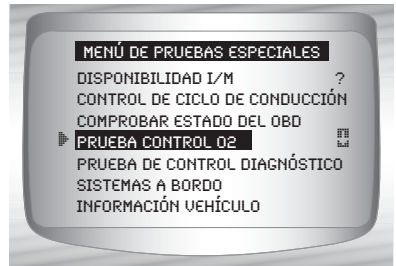 MENÚ DE PRUEBAS ESPECIALES
DISPONIBILIDAD I/M ?
CONTROL DE CICLO DE CONDUCCIÓN
COMPROBAR ESTADO DEL OBD
PRUEBA CONTROL O2
PRUEBA DE CONTROL DIAGNÓSTICO
SISTEMAS A BORDO
INFORMACIÓN VEHÍCULO